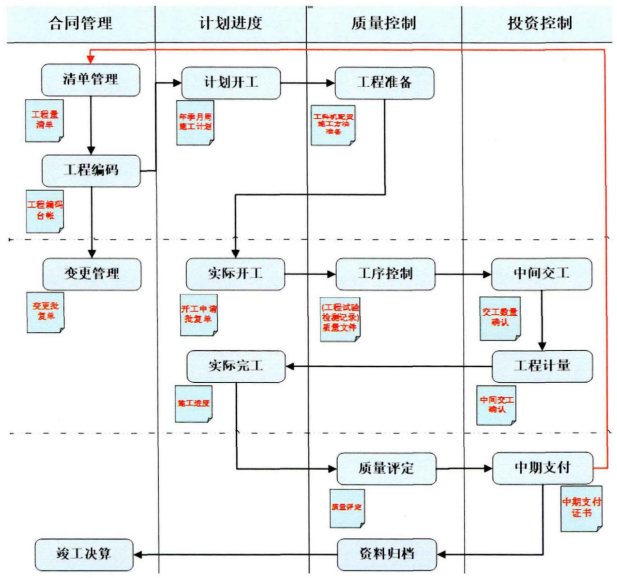 合同管理
计划进度
质量控制
投资控制
清单管理
计划开工
工程准备
工程量
清单
年季月周
施工计划
工料机配置
施工方法
准备
工程编码
工程编码
台帐
变更管理
实际开工
工序控制
中间交工
变更批
复单
开工申请
批复单
(工程试验
检测记录)
质量文件
交工数量
确认
实际完工
工程计量
施工进度
中间交工
确认
质量评定
中期支付
质量评定
中期支付
证书
竣工决算
资料归档